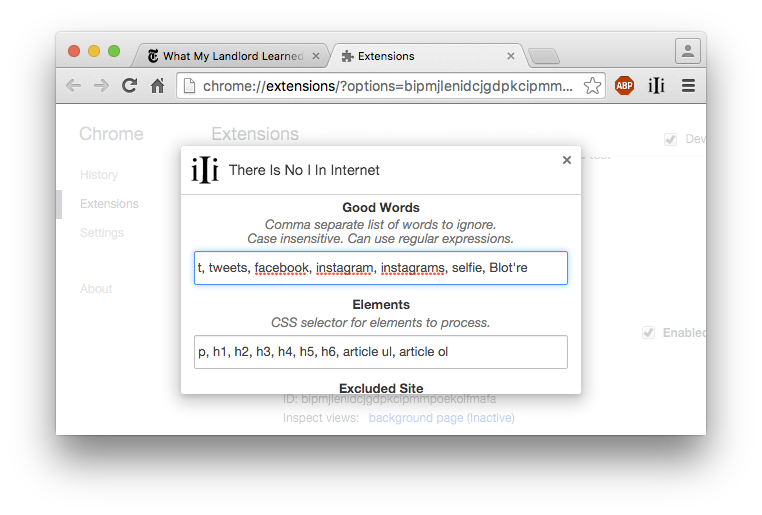 What My Landlord Learned
Extensions
chrome://extensions/?options=bipmjlenidcjgdpkcipmm...
ABP
iIi
Chrome
Extensions
Dev
History
Extensions
Settings
About
iIi There Is No I In Internet
Good Words
Comma separate list of words to ignore.
Case insensitive. Can use regular expressions.
t, tweets, facebook, instagram, instagrams, selfie, Blot're
Elements
CSS selector for elements to process.
p, h1, h2, h3, h4, h5, h6, article ul, article ol
Enabled
Excluded Site
ID: bipmjlenidcjgdpkcipmmpoekolfmafa
Inspect views: background page (Inactive)